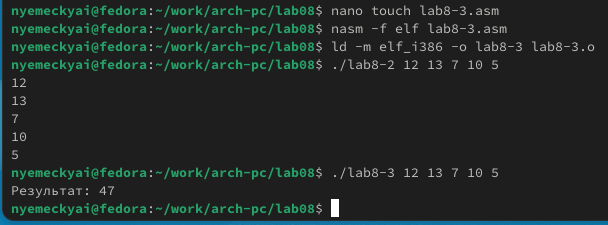 nyemeckyai@fedora:~/work/arch-pc/lab08$ nano touch lab8-3.asm
nyemeckyai@fedora:~/work/arch-pc/lab08$ nasm -f elf lab8-3.asm
nyemeckyai@fedora:~/work/arch-pc/lab08$ ld -m elf_i386 -o lab8-3 lab8-3.o
nyemeckyai@fedora:~/work/arch-pc/lab08$ ./lab8-2 12 13 7 10 5
12
13
7
10
5
nyemeckyai@fedora:~/work/arch-pc/lab08$ ./lab8-3 12 13 7 10 5
Результат: 47
nyemeckyai@fedora:~/work/arch-pc/lab08$